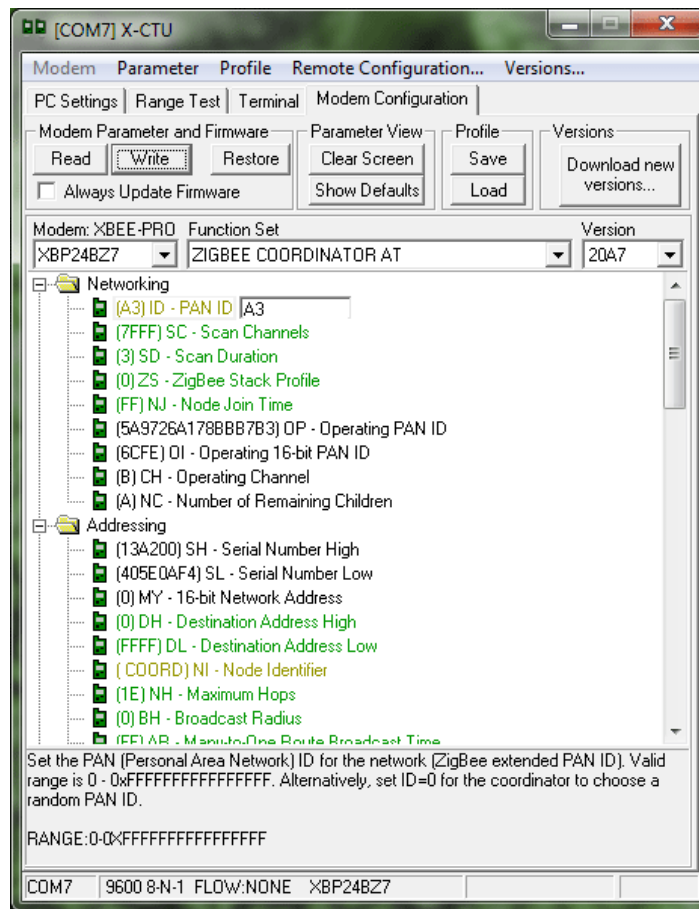 [COM7] X-CTU
Modem Parameter Profile Remote Configuration... Versions...
PC Settings Range Test Terminal Modem Configuration
Modem Parameter and Firmware Parameter View Profile Versions
Read Write Restore Clear Screen Save Download new versions...
Always Update Firmware Show Defaults Load
Modem: XBEE-PRO Function Set Version
XBP24BZ7 ZIGBEE COORDINATOR AT 20A7
Networking
(A3) ID - PAN ID A3
(7FFF) SC - Scan Channels
(3) SD - Scan Duration
(0) ZS - ZigBee Stack Profile
(FF) NJ - Node Join Time
(5A9726A178BBB7B3) OP - Operating PAN ID
(6CFE) OI - Operating 16-bit PAN ID
(B) CH - Operating Channel
(A) NC - Number of Remaining Children
Addressing
(13A200) SH - Serial Number High
(405E0AF4) SL - Serial Number Low
(0) MY - 16-bit Network Address
(0) DH - Destination Address High
(FFFF) DL - Destination Address Low
( COORD) NI - Node Identifier
(1E) NH - Maximum Hops
(0) BH - Broadcast Radius
(FF) AR - Many-to-One Route Broadcast Time
Set the PAN (Personal Area Network) ID for the network (ZigBee extended PAN ID). Valid
range is 0 - 0xFFFFFFFFFFFFFFFF. Alternatively, set ID=0 for the coordinator to choose a
random PAN ID.
RANGE:0-0XFFFFFFFFFFFFFFFF
COM7 9600 8-N-1 FLOW:NONE XBP24BZ7